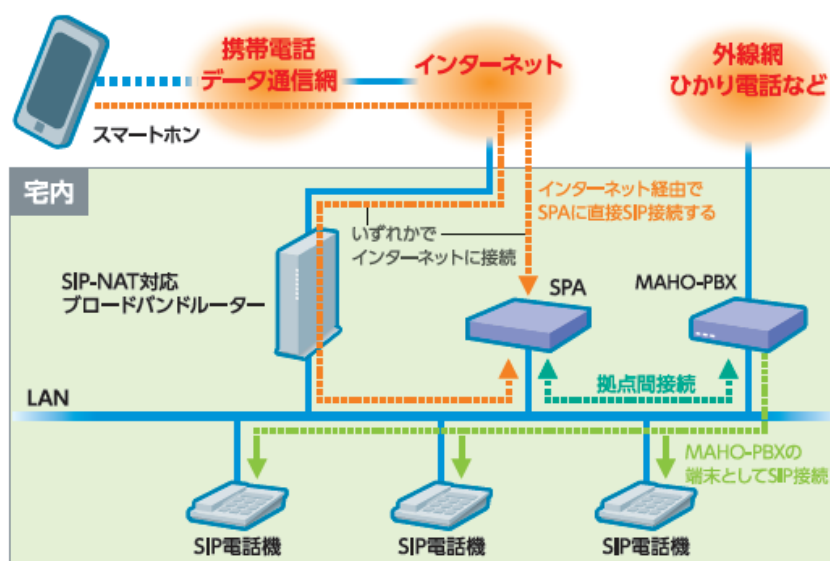 携帯電話
データ通信網
インターネット
外線網
ひかり電話など
スマートホン
宅内
インターネット経由で
SPAに直接SIP接続する
いずれかで
インターネットに接続
SIP-NAT対応
ブロードバンドルーター
SPA
MAHO-PBX
拠点間接続
LAN
MAHO-PBXの
端末としてSIP接続
SIP電話機
SIP電話機
SIP電話機